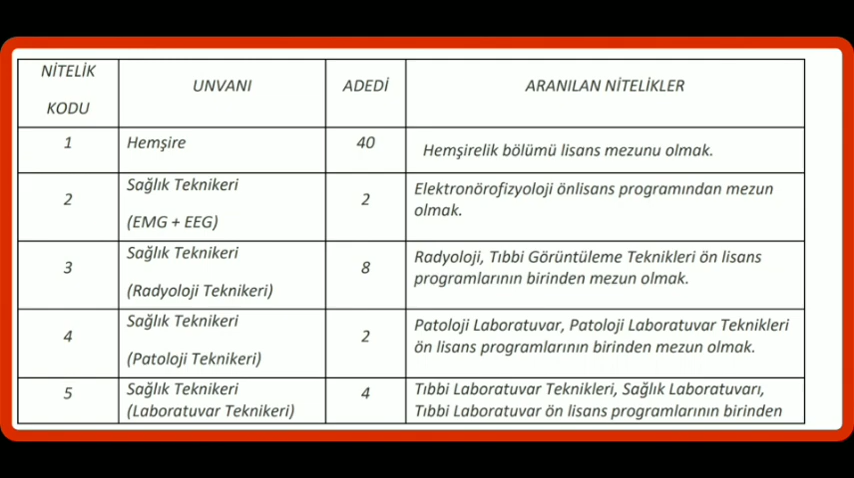 NİTELİK KODU UNVANI ADEDİ ARANILAN NİTELİKLER
1 Hemşire 40 Hemşirelik bölümü lisans mezunu olmak.
2 Sağlık Teknikeri
(EMG + EEG) 2 Elektronörofizyoloji önlisans programından mezun
olmak.
3 Sağlık Teknikeri
(Radyoloji Teknikeri) 8 Radyoloji, Tıbbi Görüntüleme Teknikleri ön lisans
programlarının birinden mezun olmak.
4 Sağlık Teknikeri
(Patoloji Teknikeri) 2 Patoloji Laboratuvar, Patoloji Laboratuvar Teknikleri
ön lisans programlarının birinden mezun olmak.
5 Sağlık Teknikeri
(Laboratuvar Teknikeri) 4 Tıbbi Laboratuvar Teknikleri, Sağlık Laboratuvarı,
Tıbbi Laboratuvar ön lisans programlarının birinden